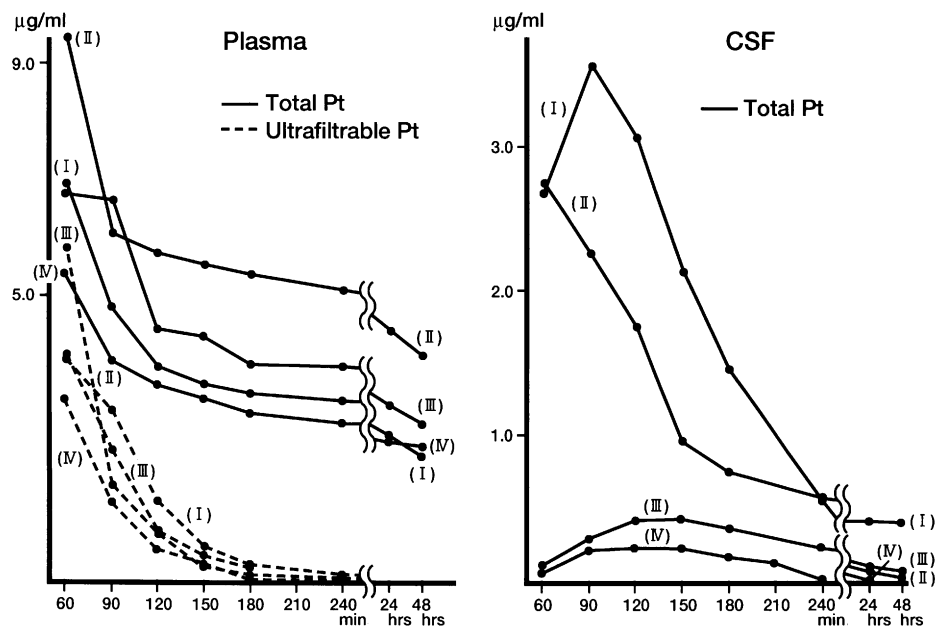 μg/ml
Plasma
9.0
5.0
Total Pt
Ultrafiltrable Pt
(Ⅱ)
(Ⅰ)
(Ⅲ)
(Ⅳ)
(Ⅱ)
(Ⅳ)
(Ⅲ)
(Ⅰ)
(Ⅱ)
(Ⅲ)
(Ⅳ)
(Ⅰ)
60 90 120 150 180 210 240 24 48
min hrs hrs
μg/ml
CSF
3.0
2.0
1.0
Total Pt
(Ⅰ)
(Ⅱ)
(Ⅲ)
(Ⅳ)
(Ⅰ)
(Ⅳ)
(Ⅲ)
(Ⅱ)
60 90 120 150 180 210 240 24 48
min. hrs hrs